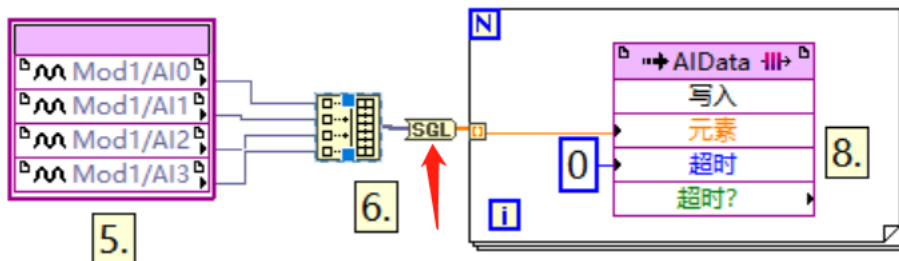 N
Mod1/AI0
Mod1/AI1
Mod1/AI2
Mod1/AI3
5.
6.
SGL
AIData
写入
元素
0
超时
超时?
8.
i